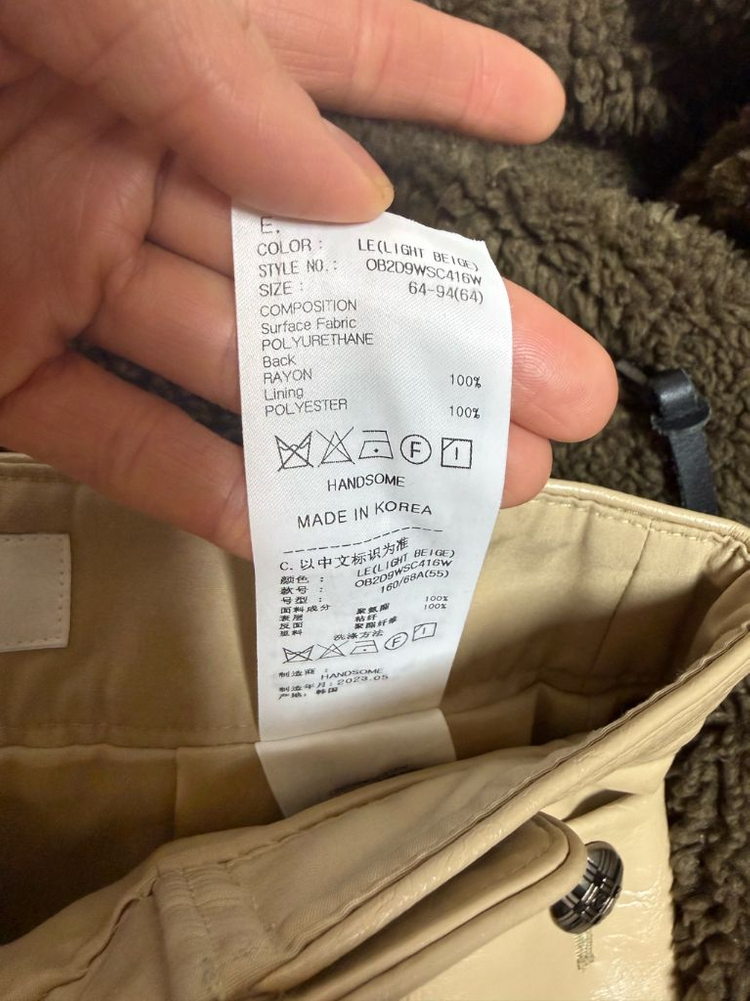 E.
COLOR : LE(LIGHT BEIGE)
STYLE NO.: OB2D9WSC416W
SIZE : 64-94(64)
COMPOSITION
Surface Fabric
POLYURETHANE
Back
RAYON 100%
Lining
POLYESTER 100%
F
HANDSOME
MADE IN KOREA
C. 以中文标识为准
颜色 : LE(LIGHT BEIGE)
款号 : OB2D9WSC416W
号型 : 160/68A(55)
面料成分
表层 聚氨酯 100%
反面 粘纤 100%
里料 聚酯纤维
洗涤方法
F
制造商 : HANDSOME
制造年月: 2023.05
产地: 韩国